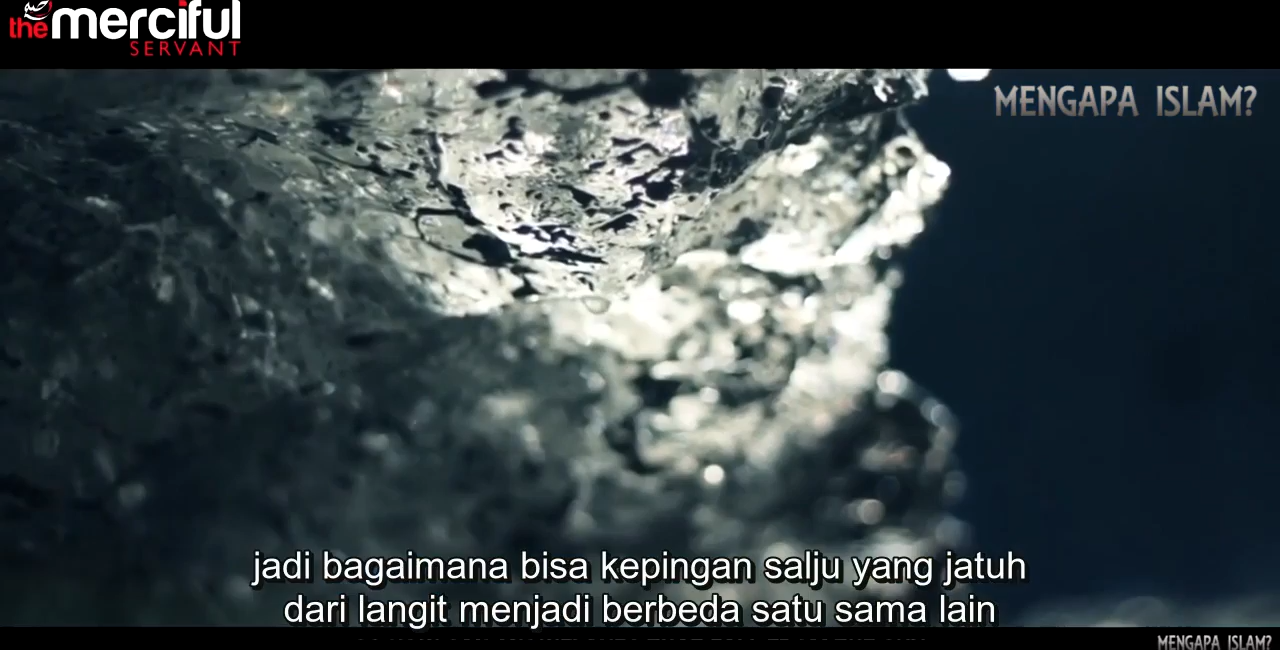 the merciful
SERVANT
MENGAPA ISLAM?
jadi bagaimana bisa kepingan salju yang jatuh
dari langit menjadi berbeda satu sama lain
MENGAPA ISLAM?